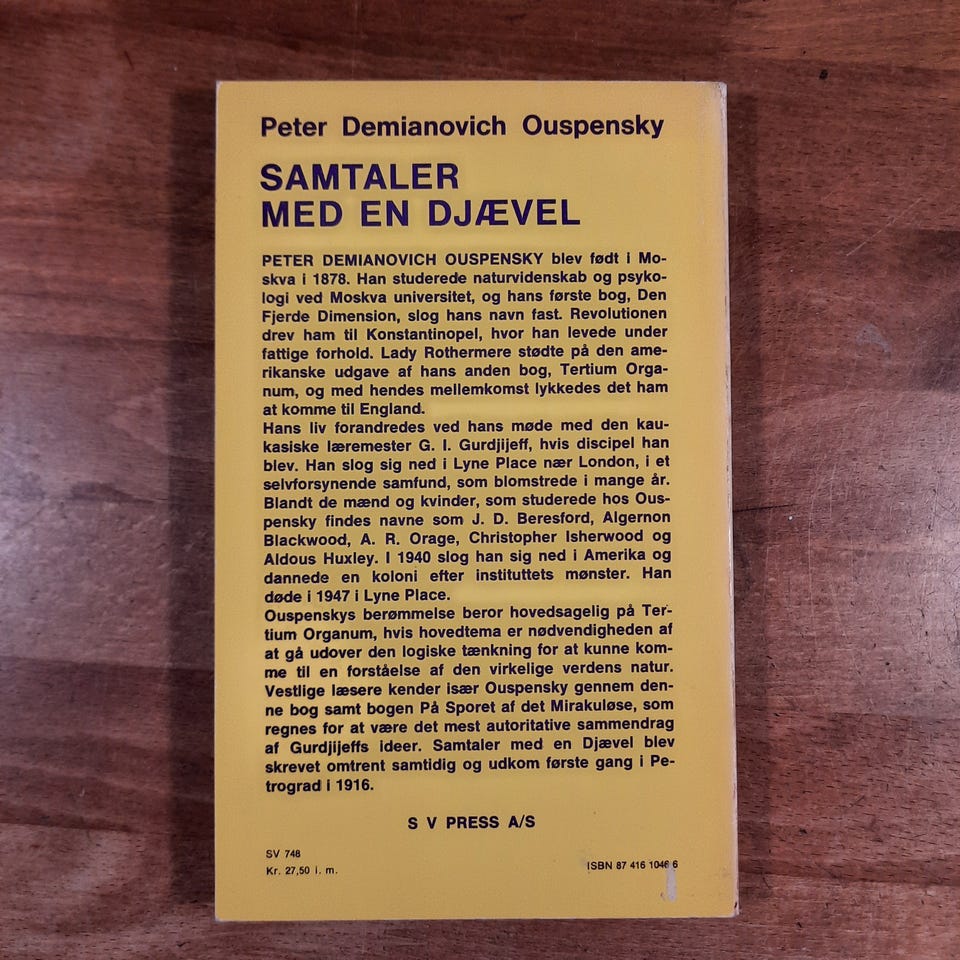 Peter Demianovich Ouspensky
SAMTALER
MED EN DJÆVEL
PETER DEMIANOVICH OUSPENSKY blev født i Mo-
skva i 1878. Han studerede naturvidenskab og psyko-
logi ved Moskva universitet, og hans første bog, Den
Fjerde Dimension, slog hans navn fast. Revolutionen
drev ham til Konstantinopel, hvor han levede under
fattige forhold. Lady Rothermere stødte på den ame-
rikanske udgave af hans anden bog, Tertium Orga-
num, og med hendes mellemkomst lykkedes det ham
at komme til England.
Hans liv forandredes ved hans møde med den kau-
kasiske læremester G. I. Gurdjijeff, hvis discipel han
blev. Han slog sig ned i Lyne Place nær London, i et
selvforsynende samfund, som blomstrede i mange år.
Blandt de mænd og kvinder, som studerede hos Ous-
pensky findes navne som J. D. Beresford, Algernon
Blackwood, A. R. Orage, Christopher Isherwood og
Aldous Huxley. I 1940 slog han sig ned i Amerika og
dannede en koloni efter instituttets mønster. Han
døde i 1947 i Lyne Place.
Ouspenskys berømmelse beror hovedsagelig på Ter-
tium Organum, hvis hovedtema er nødvendigheden af
at gå udover den logiske tænkning for at kunne kom-
me til en forståelse af den virkelige verdens natur.
Vestlige læsere kender især Ouspensky gennem den-
ne bog samt bogen På Sporet af det Mirakuløse, som
regnes for at være det mest autoritative sammendrag
af Gurdjijeffs ideer. Samtaler med en Djævel blev
skrevet omtrent samtidig og udkom første gang i Pe-
trograd i 1916.
S V PRESS A/S
SV 748
Kr. 27,50 i. m.
ISBN 87 416 1046 6